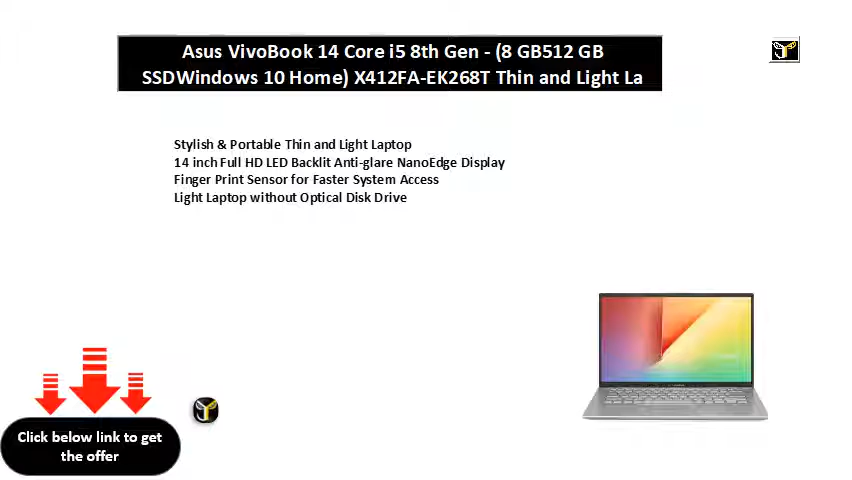 Asus VivoBook 14 Core i5 8th Gen - (8 GB512 GB
SSDWindows 10 Home) X412FA-EK268T Thin and Light La
Stylish & Portable Thin and Light Laptop
14 inch Full HD LED Backlit Anti-glare NanoEdge Display
Finger Print Sensor for Faster System Access
Light Laptop without Optical Disk Drive
Click below link to get
the offer